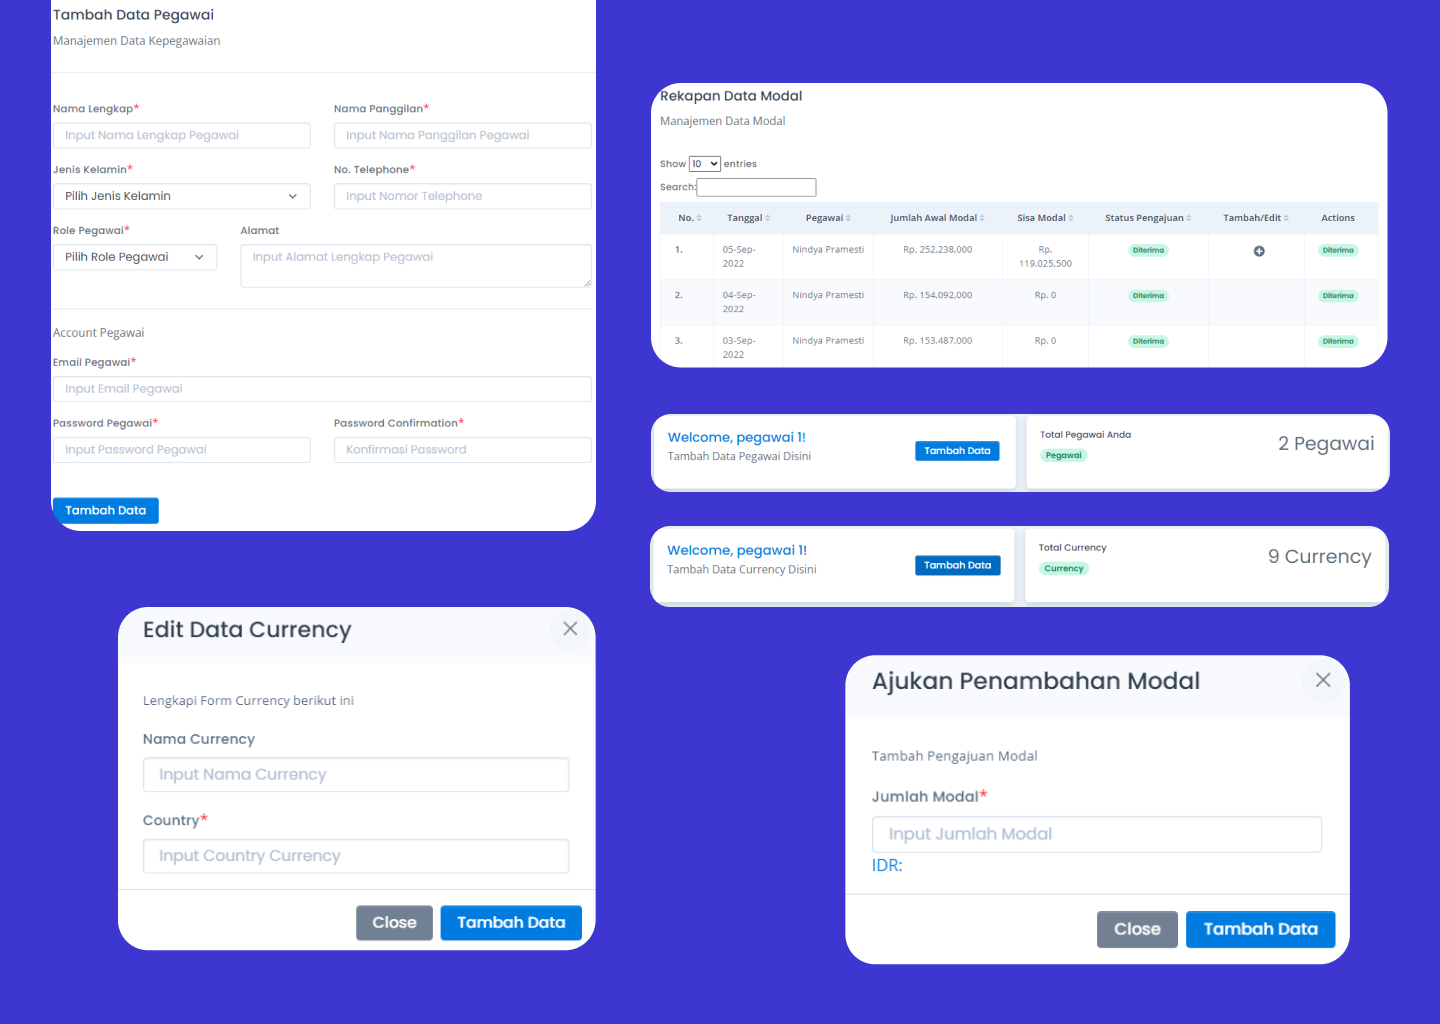 Tambah Data Pegawai
Manajemen Data Kepegawaian
Nama Lengkap* Nama Panggilan*
Input Nama Lengkap Pegawai Input Nama Panggilan Pegawai
Jenis Kelamin* No. Telephone*
Pilih Jenis Kelamin Input Nomor Telephone
Role Pegawai* Alamat
Pilih Role Pegawai Input Alamat Lengkap Pegawai
Account Pegawai
Email Pegawai*
Input Email Pegawai
Password Pegawai* Password Confirmation*
Input Password Pegawai Konfirmasi Password
Tambah Data
Rekapan Data Modal
Manajemen Data Modal
Show 10 entries
Search:
No. Tanggal Pegawai Jumlah Awal Modal Sisa Modal Status Pengajuan Tambah/Edit Actions
1. 05-Sep- Nindya Pramesti Rp. 252,238,000 Rp. Diterima Diterima
2022 119.025,500
2. 04-Sep- Nindya Pramesti Rp. 154,092,000 Rp. 0 Diterima Diterima
2022
3. 03-Sep- Nindya Pramesti Rp. 153,487,000 Rp. 0 Diterima Diterima
2022
Welcome, pegawai 1!
Tambah Data Pegawai Disini
Tambah Data
Total Pegawai Anda
Pegawai
2 Pegawai
Welcome, pegawai 1!
Tambah Data Currency Disini
Tambah Data
Total Currency
Currency
9 Currency
Edit Data Currency
Lengkapi Form Currency berikut ini
Nama Currency
Input Nama Currency
Country*
Input Country Currency
Close Tambah Data
Ajukan Penambahan Modal
Tambah Pengajuan Modal
Jumlah Modal*
Input Jumlah Modal
IDR:
Close Tambah Data